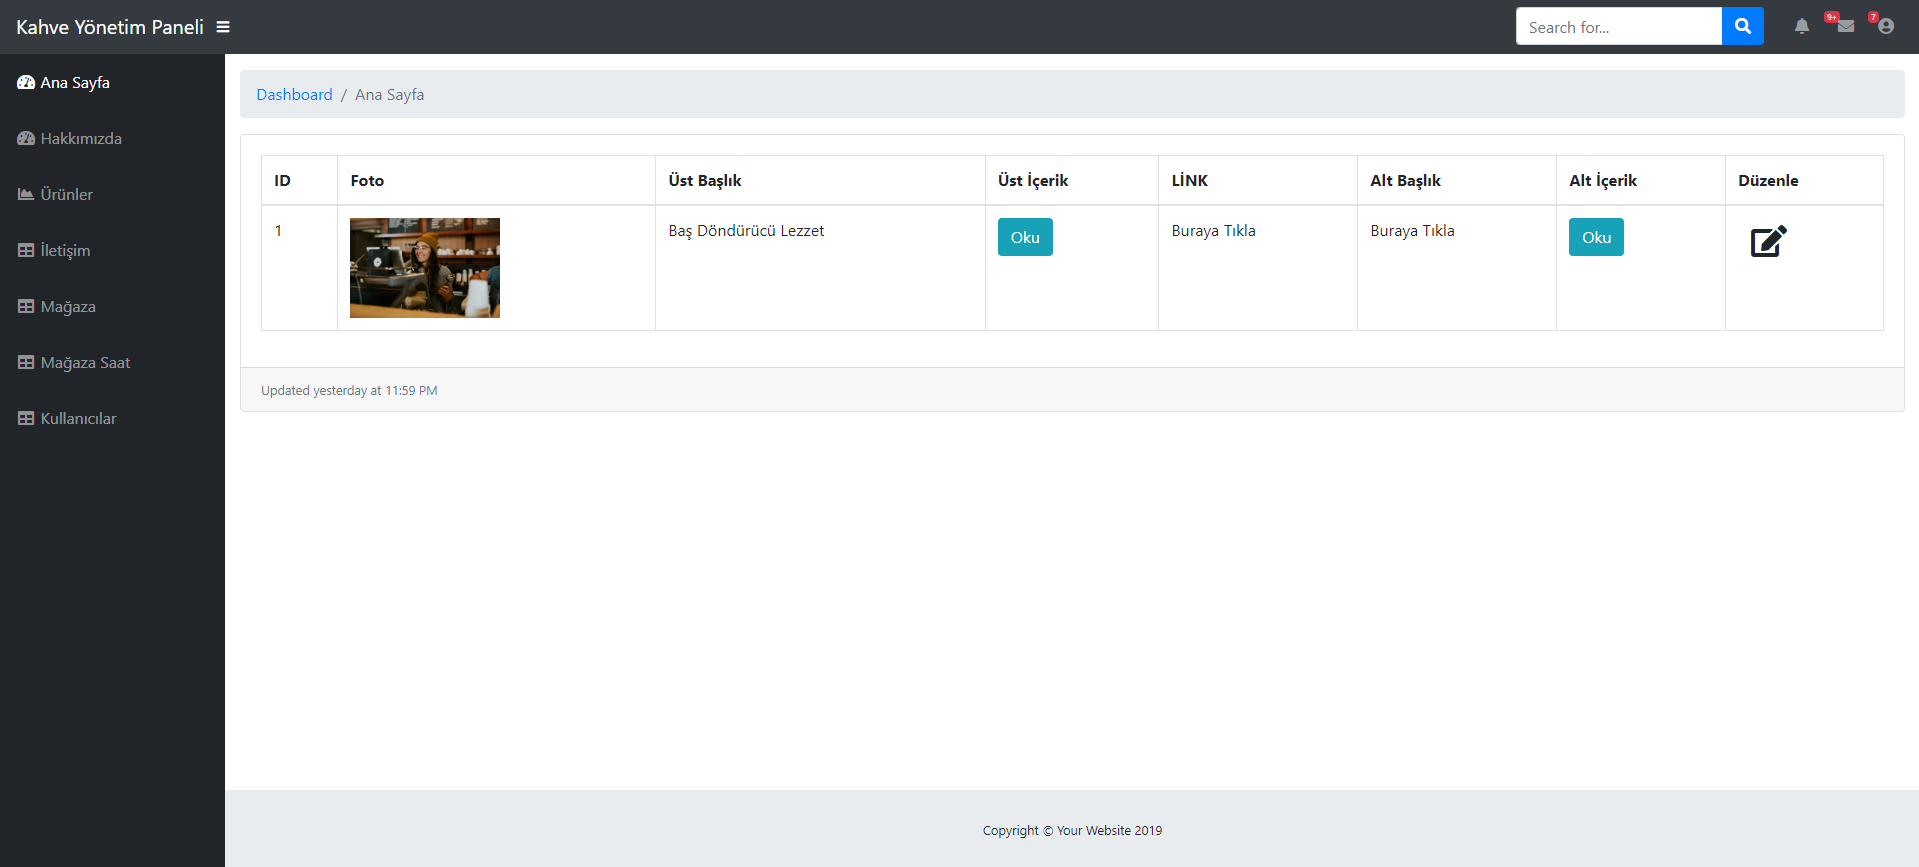 Kahve Yönetim Paneli
Search for...
9+
7
Ana Sayfa
Hakkımızda
Ürünler
İletişim
Mağaza
Mağaza Saat
Kullanıcılar
Dashboard / Ana Sayfa
ID Foto Üst Başlık Üst İçerik LİNK Alt Başlık Alt İçerik Düzenle
1 Baş Döndürücü Lezzet Oku Buraya Tıkla Buraya Tıkla Oku
Updated yesterday at 11:59 PM
Copyright © Your Website 2019